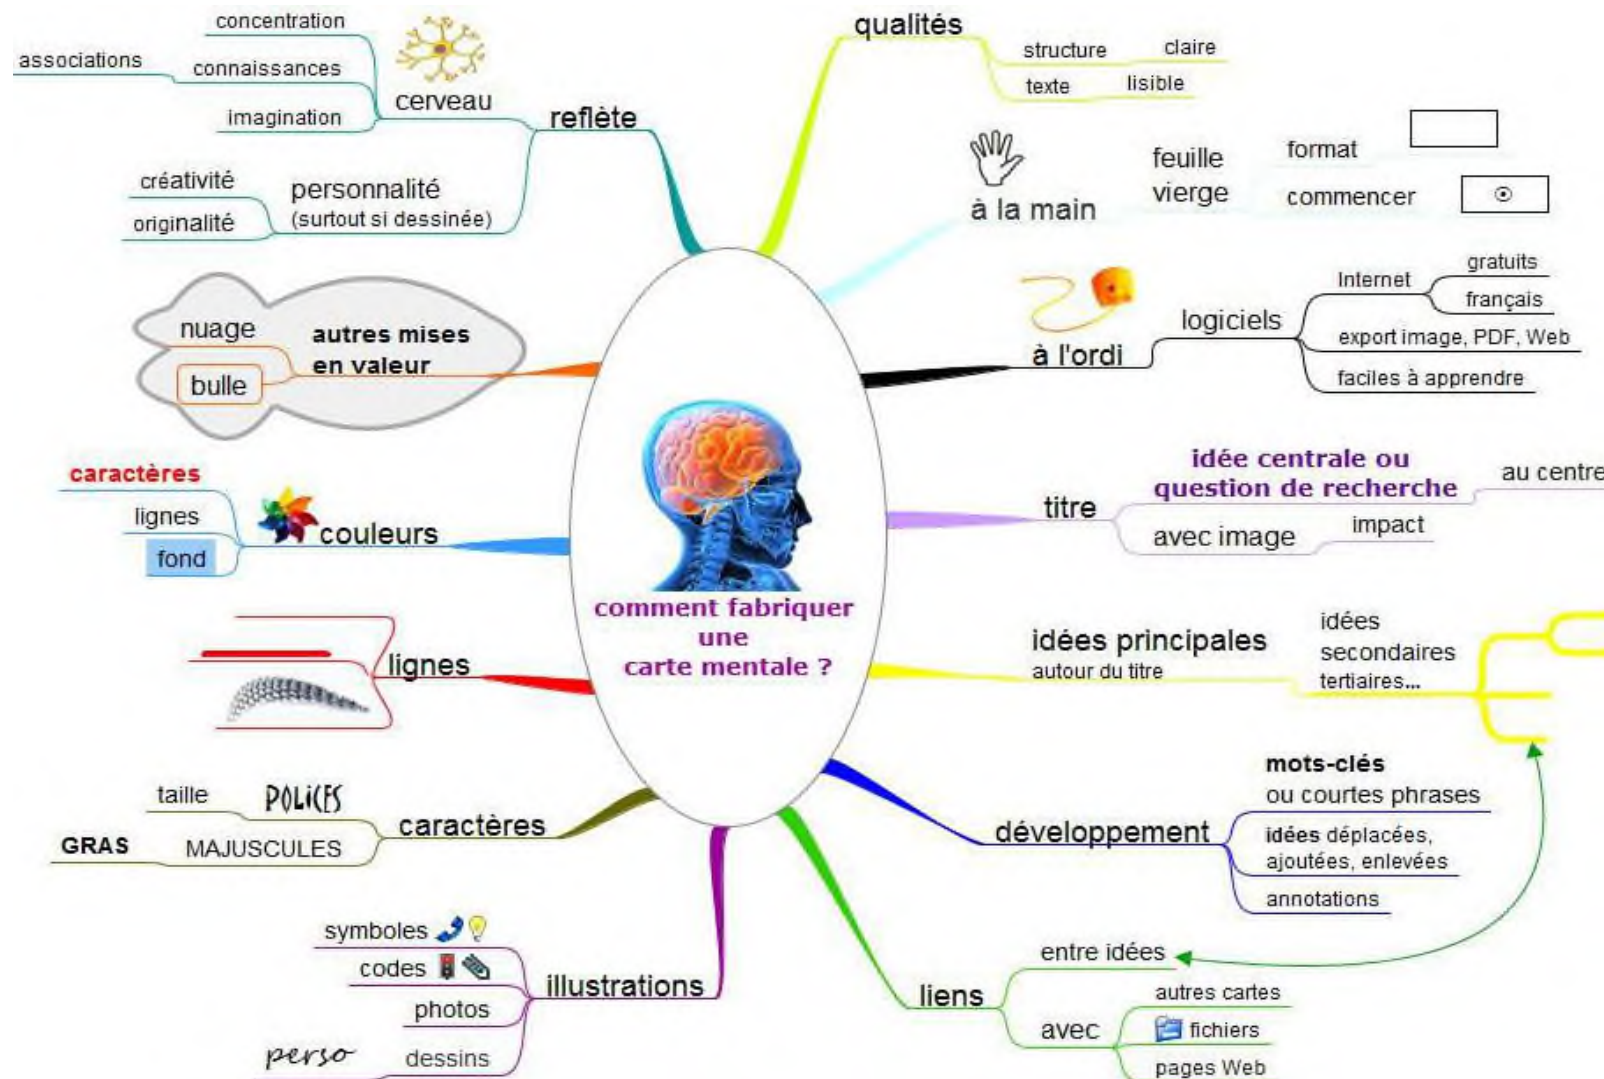 comment fabriquer
une
carte mentale ?
qualités
structure
claire
texte
lisible
à la main
feuille
vierge
format
commencer
à l'ordi
logiciels
Internet
gratuits
français
export image, PDF, Web
faciles à apprendre
titre
idée centrale ou
question de recherche
au centre
avec image
impact
idées principales
autour du titre
idées
secondaires
tertiaires...
développement
mots-clés
ou courtes phrases
idées déplacées,
ajoutées, enlevées
annotations
liens
entre idées
avec
autres cartes
fichiers
pages Web
illustrations
symboles
codes
photos
dessins
perso
caractères
POLICES
taille
MAJUSCULES
GRAS
lignes
couleurs
caractères
lignes
fond
autres mises
en valeur
nuage
bulle
reflète
cerveau
concentration
connaissances
associations
imagination
personnalité
(surtout si dessinée)
créativité
originalité